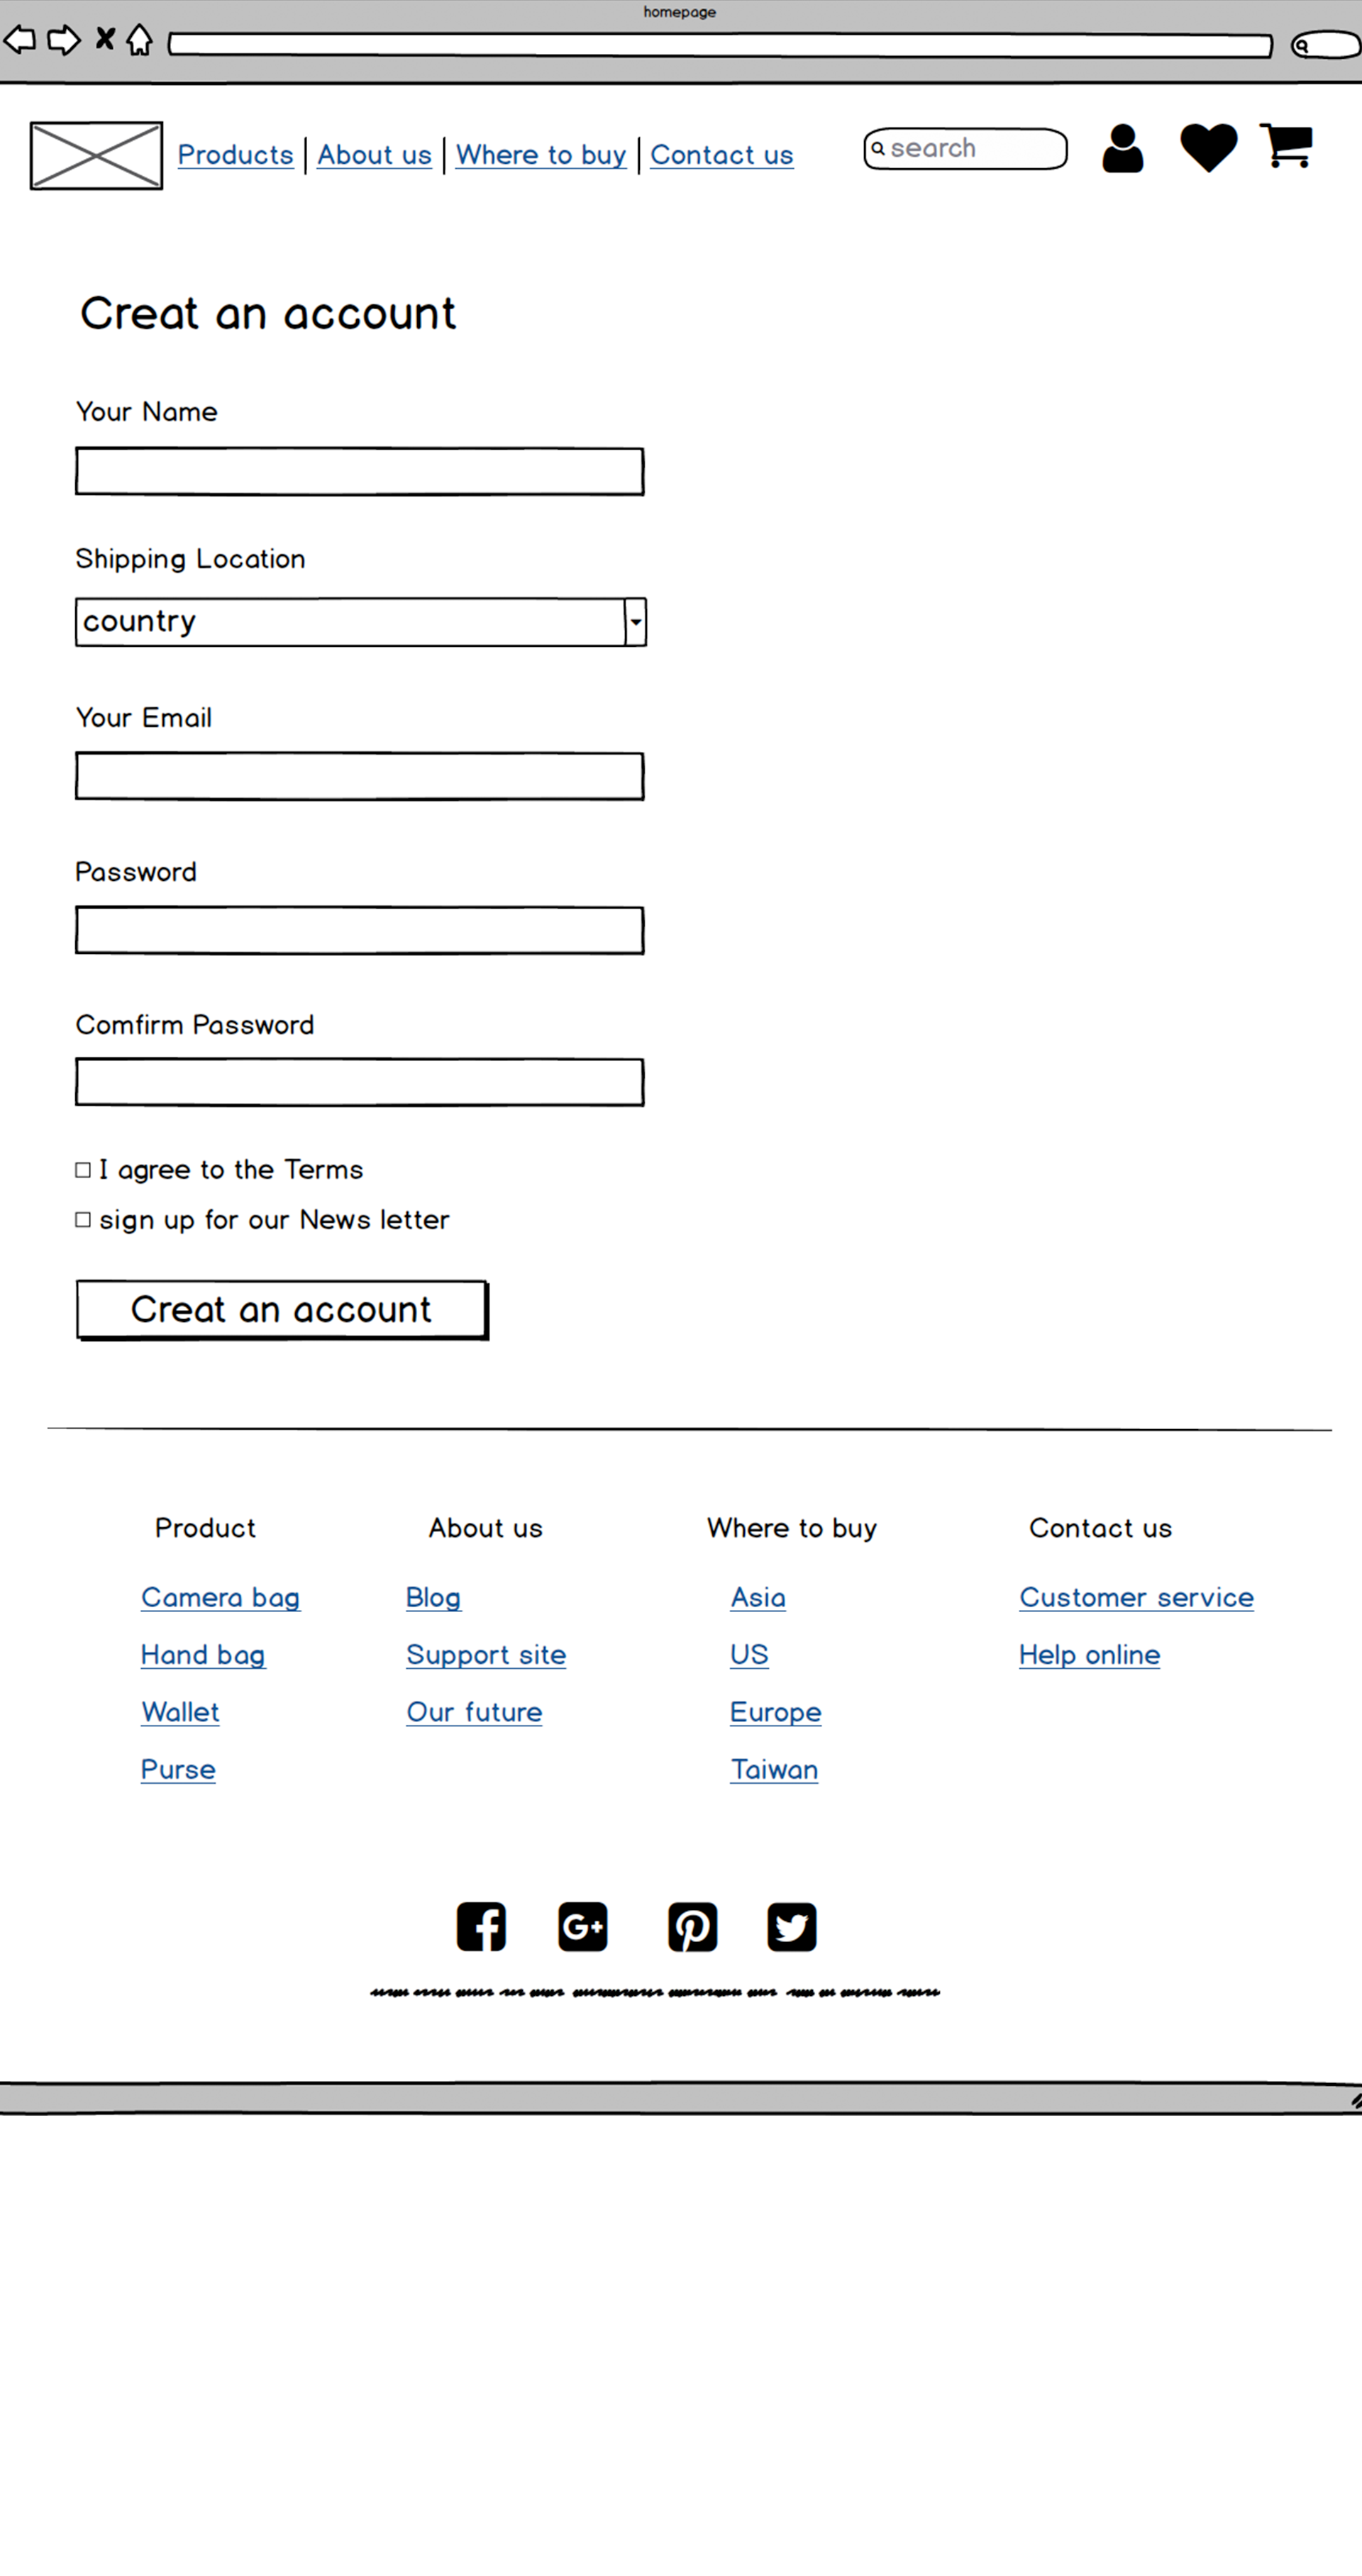 homepage
Products | About us | Where to buy | Contact us search
Creat an account
Your Name
Shipping Location
country
Your Email
Password
Comfirm Password
I agree to the Terms
sign up for our News letter
Creat an account
Product About us Where to buy Contact us
Camera bag Blog Asia Customer service
Hand bag Support site US Help online
Wallet Our future Europe
Purse Taiwan